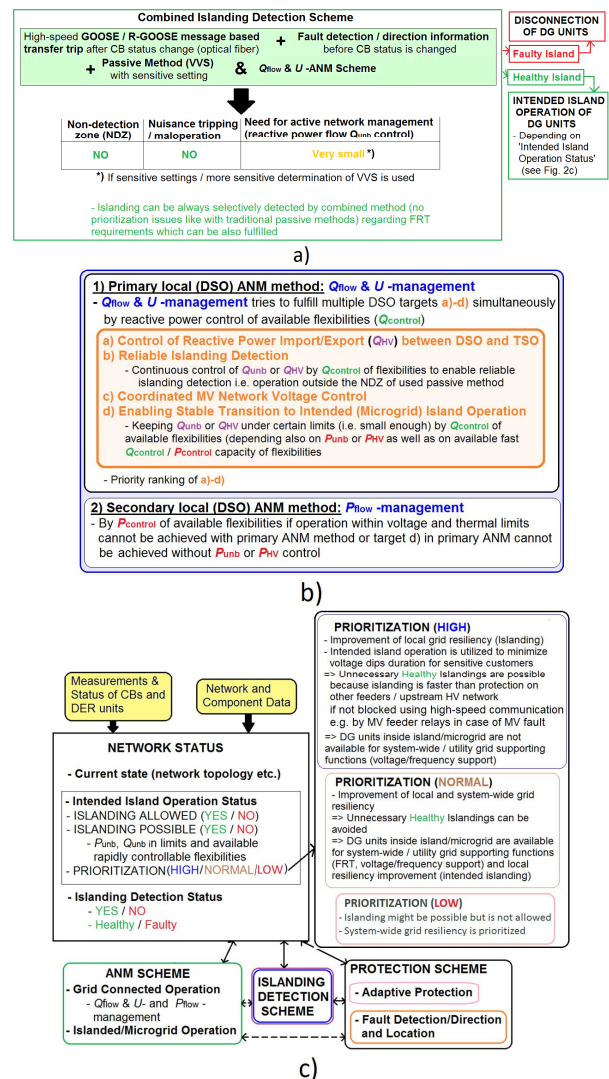 Combined Islanding Detection Scheme
High-speed GOOSE / R-GOOSE message based
transfer trip after CB status change (optical fiber)
+ Fault detection / direction information
before CB status is changed
+ Passive Method (VVS)
with sensitive setting
& Qflow & U -ANM Scheme
Non-detection
zone (NDZ)
Nuisance tripping
/ maloperation
Need for active network management
(reactive power flow Qunb control)
NO
NO
Very small *)
*) If sensitive settings / more sensitive determination of VVS is used
- Islanding can be always selectively detected by combined method (no
prioritization issues like with traditional passive methods) regarding FRT
requirements which can be also fulfilled
DISCONNECTION
OF DG UNITS
Faulty Island
Healthy Island
INTENDED ISLAND
OPERATION OF
DG UNITS
- Depending on
'Intended Island
Operation Status'
(see Fig. 2c)
a)
1) Primary local (DSO) ANM method: Qflow & U -management
- Qflow & U -management tries to fulfill multiple DSO targets a)-d) simultaneously
by reactive power control of available flexibilities (Qcontrol)
a) Control of Reactive Power Import/Export (QHV) between DSO and TSO
b) Reliable Islanding Detection
- Continuous control of Qunb or QHV by Qcontrol of flexibilities to enable reliable
islanding detection i.e. operation outside the NDZ of used passive method
c) Coordinated MV Network Voltage Control
d) Enabling Stable Transition to Intended (Microgrid) Island Operation
- Keeping Qunb or QHV under certain limits (i.e. small enough) by Qcontrol of
available flexibilities (depending also on Punb or PHV as well as on available fast
Qcontrol / Pcontrol capacity of flexibilities
- Priority ranking of a)-d)
2) Secondary local (DSO) ANM method: Pflow -management
- By Pcontrol of available flexibilities if operation within voltage and thermal limits
cannot be achieved with primary ANM method or target d) in primary ANM cannot
be achieved without Punb or PHV control
b)
Measurements &
Status of CBs and
DER units
Network and
Component Data
NETWORK STATUS
- Current state (network topology etc.)
- Intended Island Operation Status
- ISLANDING ALLOWED (YES / NO)
- ISLANDING POSSIBLE (YES / NO)
- Punb, Qunb in limits and available
rapidly controllable flexibilities
- PRIORITIZATION(HIGH/NORMAL/LOW)
- Islanding Detection Status
- YES / NO
- Healthy / Faulty
PRIORITIZATION (HIGH)
- Improvement of local grid resiliency (Islanding)
- Intended island operation is utilized to minimize
voltage dips duration for sensitive customers
=> Unnecessary Healthy Islandings are possible
because islanding is faster than protection on
other feeders / upstream HV network
if not blocked using high-speed communication
e.g. by MV feeder relays in case of MV fault
=> DG units inside island/microgrid are not
available for system-wide / utility grid supporting
functions (voltage/frequency support)
PRIORITIZATION (NORMAL)
- Improvement of local and system-wide grid
resiliency
=> Unnecessary Healthy Islandings can be
avoided
=> DG units inside island/microgrid are available
for system-wide / utility grid supporting functions
(FRT, voltage/frequency support) and local
resiliency improvement (intended islanding)
PRIORITIZATION (LOW)
- Islanding might be possible but is not allowed
- System-wide grid resiliency is prioritized
ANM SCHEME
- Grid Connected Operation
- Qflow & U- and Pflow -
management
- Islanded/Microgrid Operation
ISLANDING
DETECTION
SCHEME
PROTECTION SCHEME
- Adaptive Protection
- Fault Detection/Direction
and Location
c)